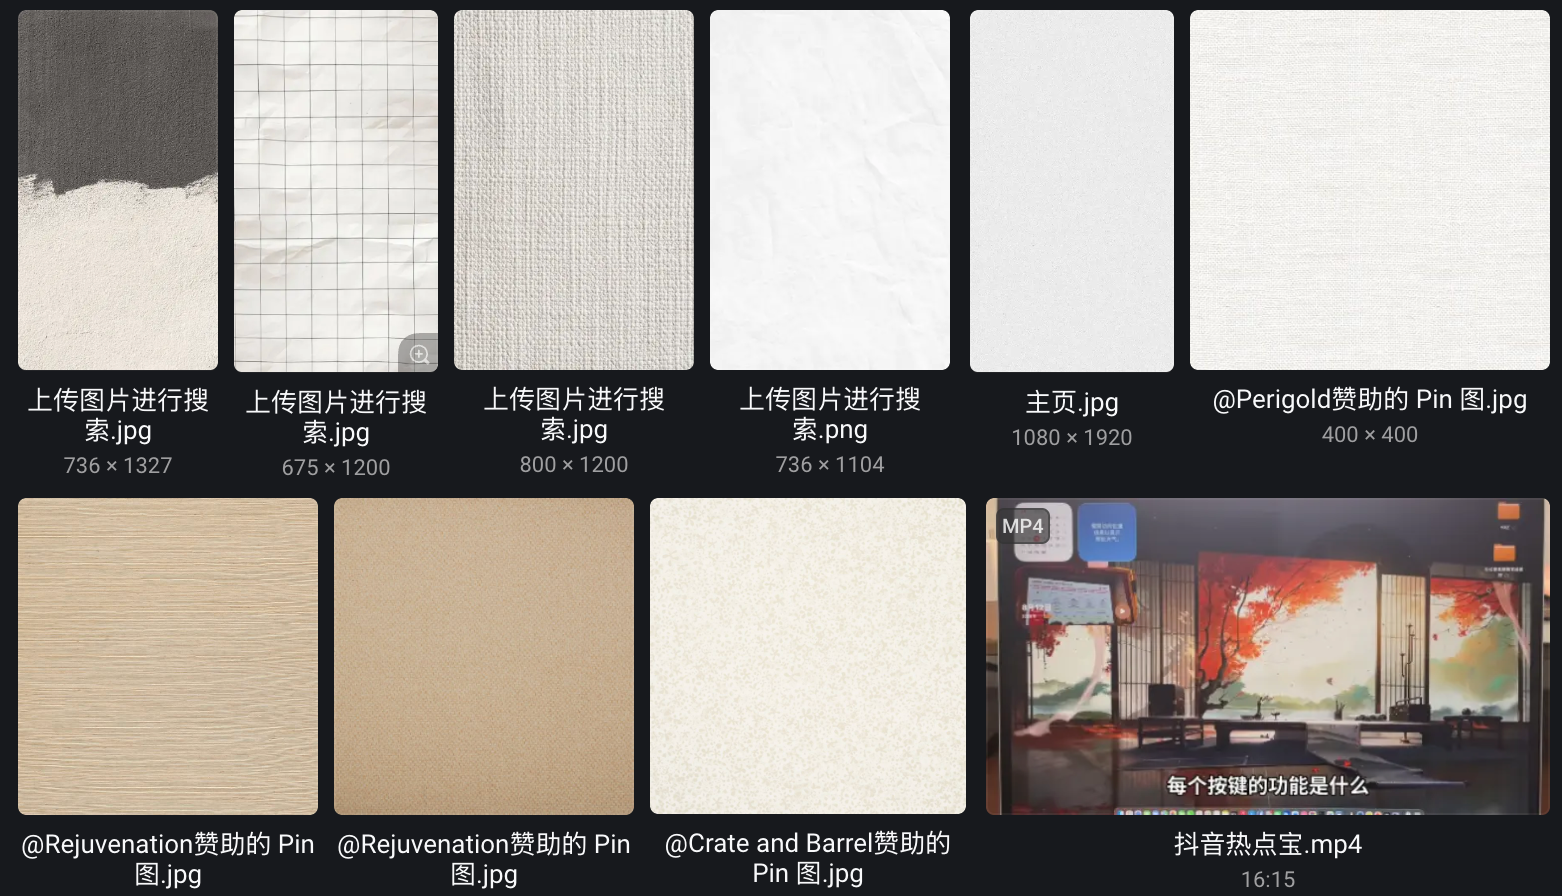 上传图片进行搜
索.jpg
736 × 1327
上传图片进行搜
索.jpg
675 × 1200
上传图片进行搜
索.jpg
800 × 1200
上传图片进行搜
索.png
736 × 1104
主页.jpg
1080 × 1920
@Perigold赞助的 Pin 图.jpg
400 × 400
@Rejuvenation赞助的 Pin
图.jpg
@Rejuvenation赞助的 Pin
图.jpg
@Crate and Barrel赞助的
Pin 图.jpg
MP4
每个按键的功能是什么
抖音热点宝.mp4
16:15